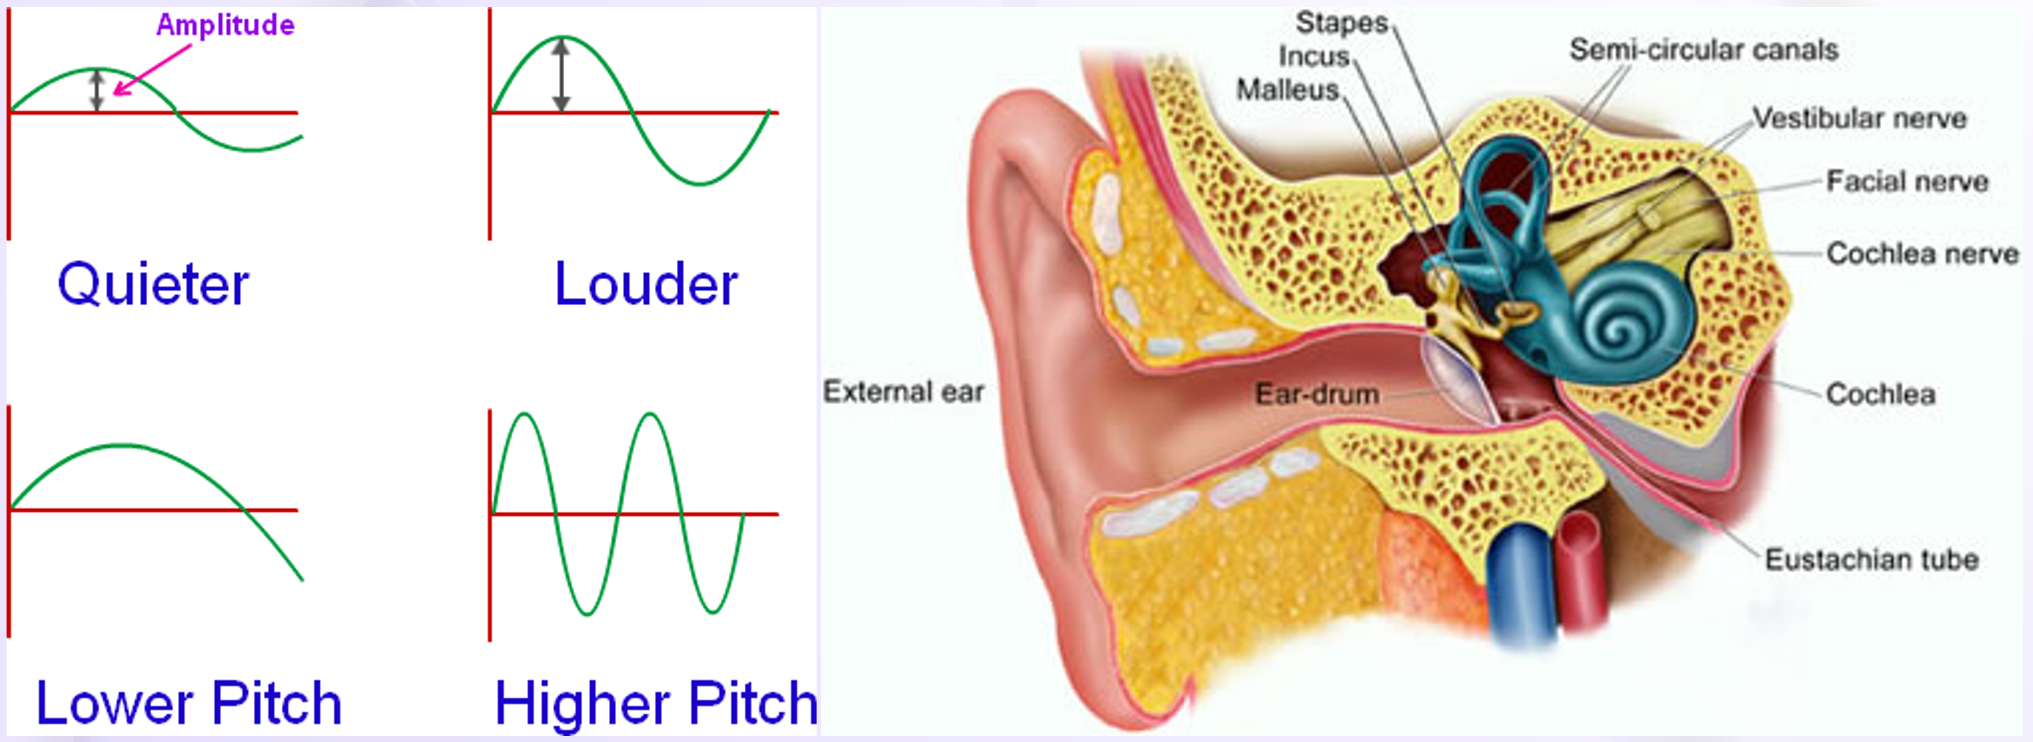 Amplitude
Quieter
Louder
Lower Pitch
Higher Pitch
Stapes
Incus
Malleus
Semi-circular canals
Vestibular nerve
Facial nerve
Cochlea nerve
External ear
Ear-drum
Cochlea
Eustachian tube